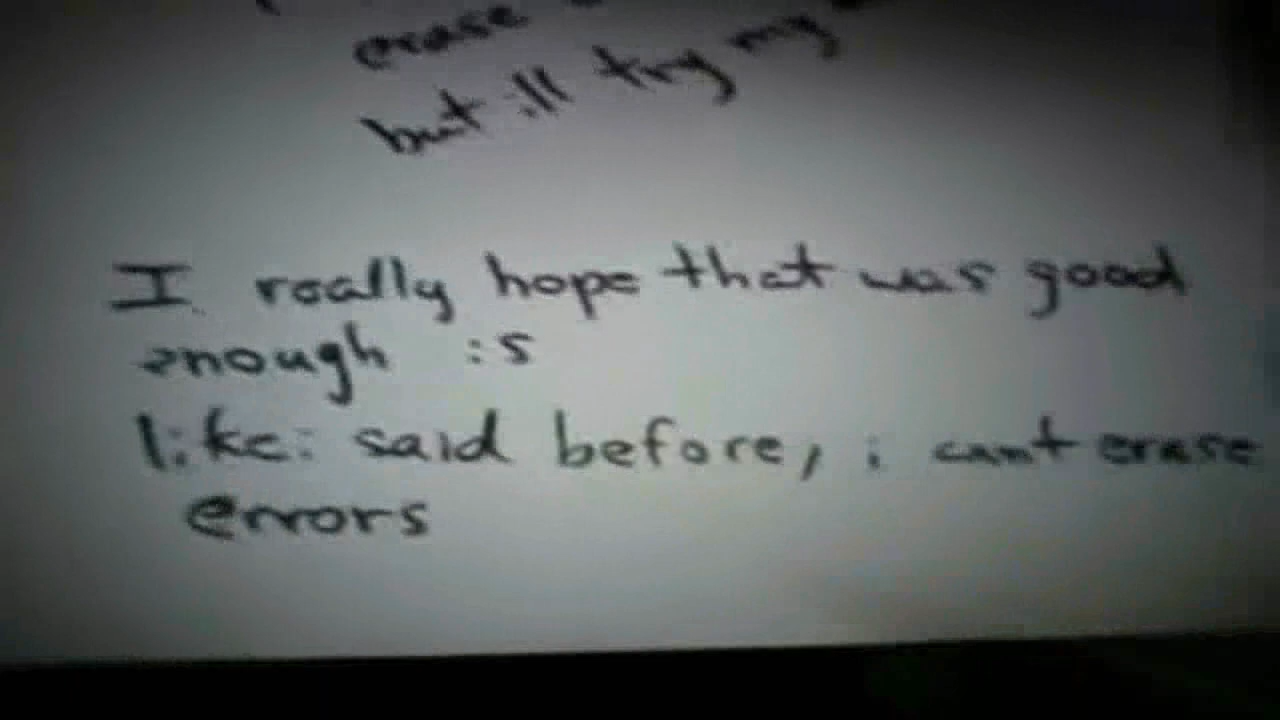 erase
but ill try my
I really hope that was good
enough :s
like i said before, i cant erase
errors